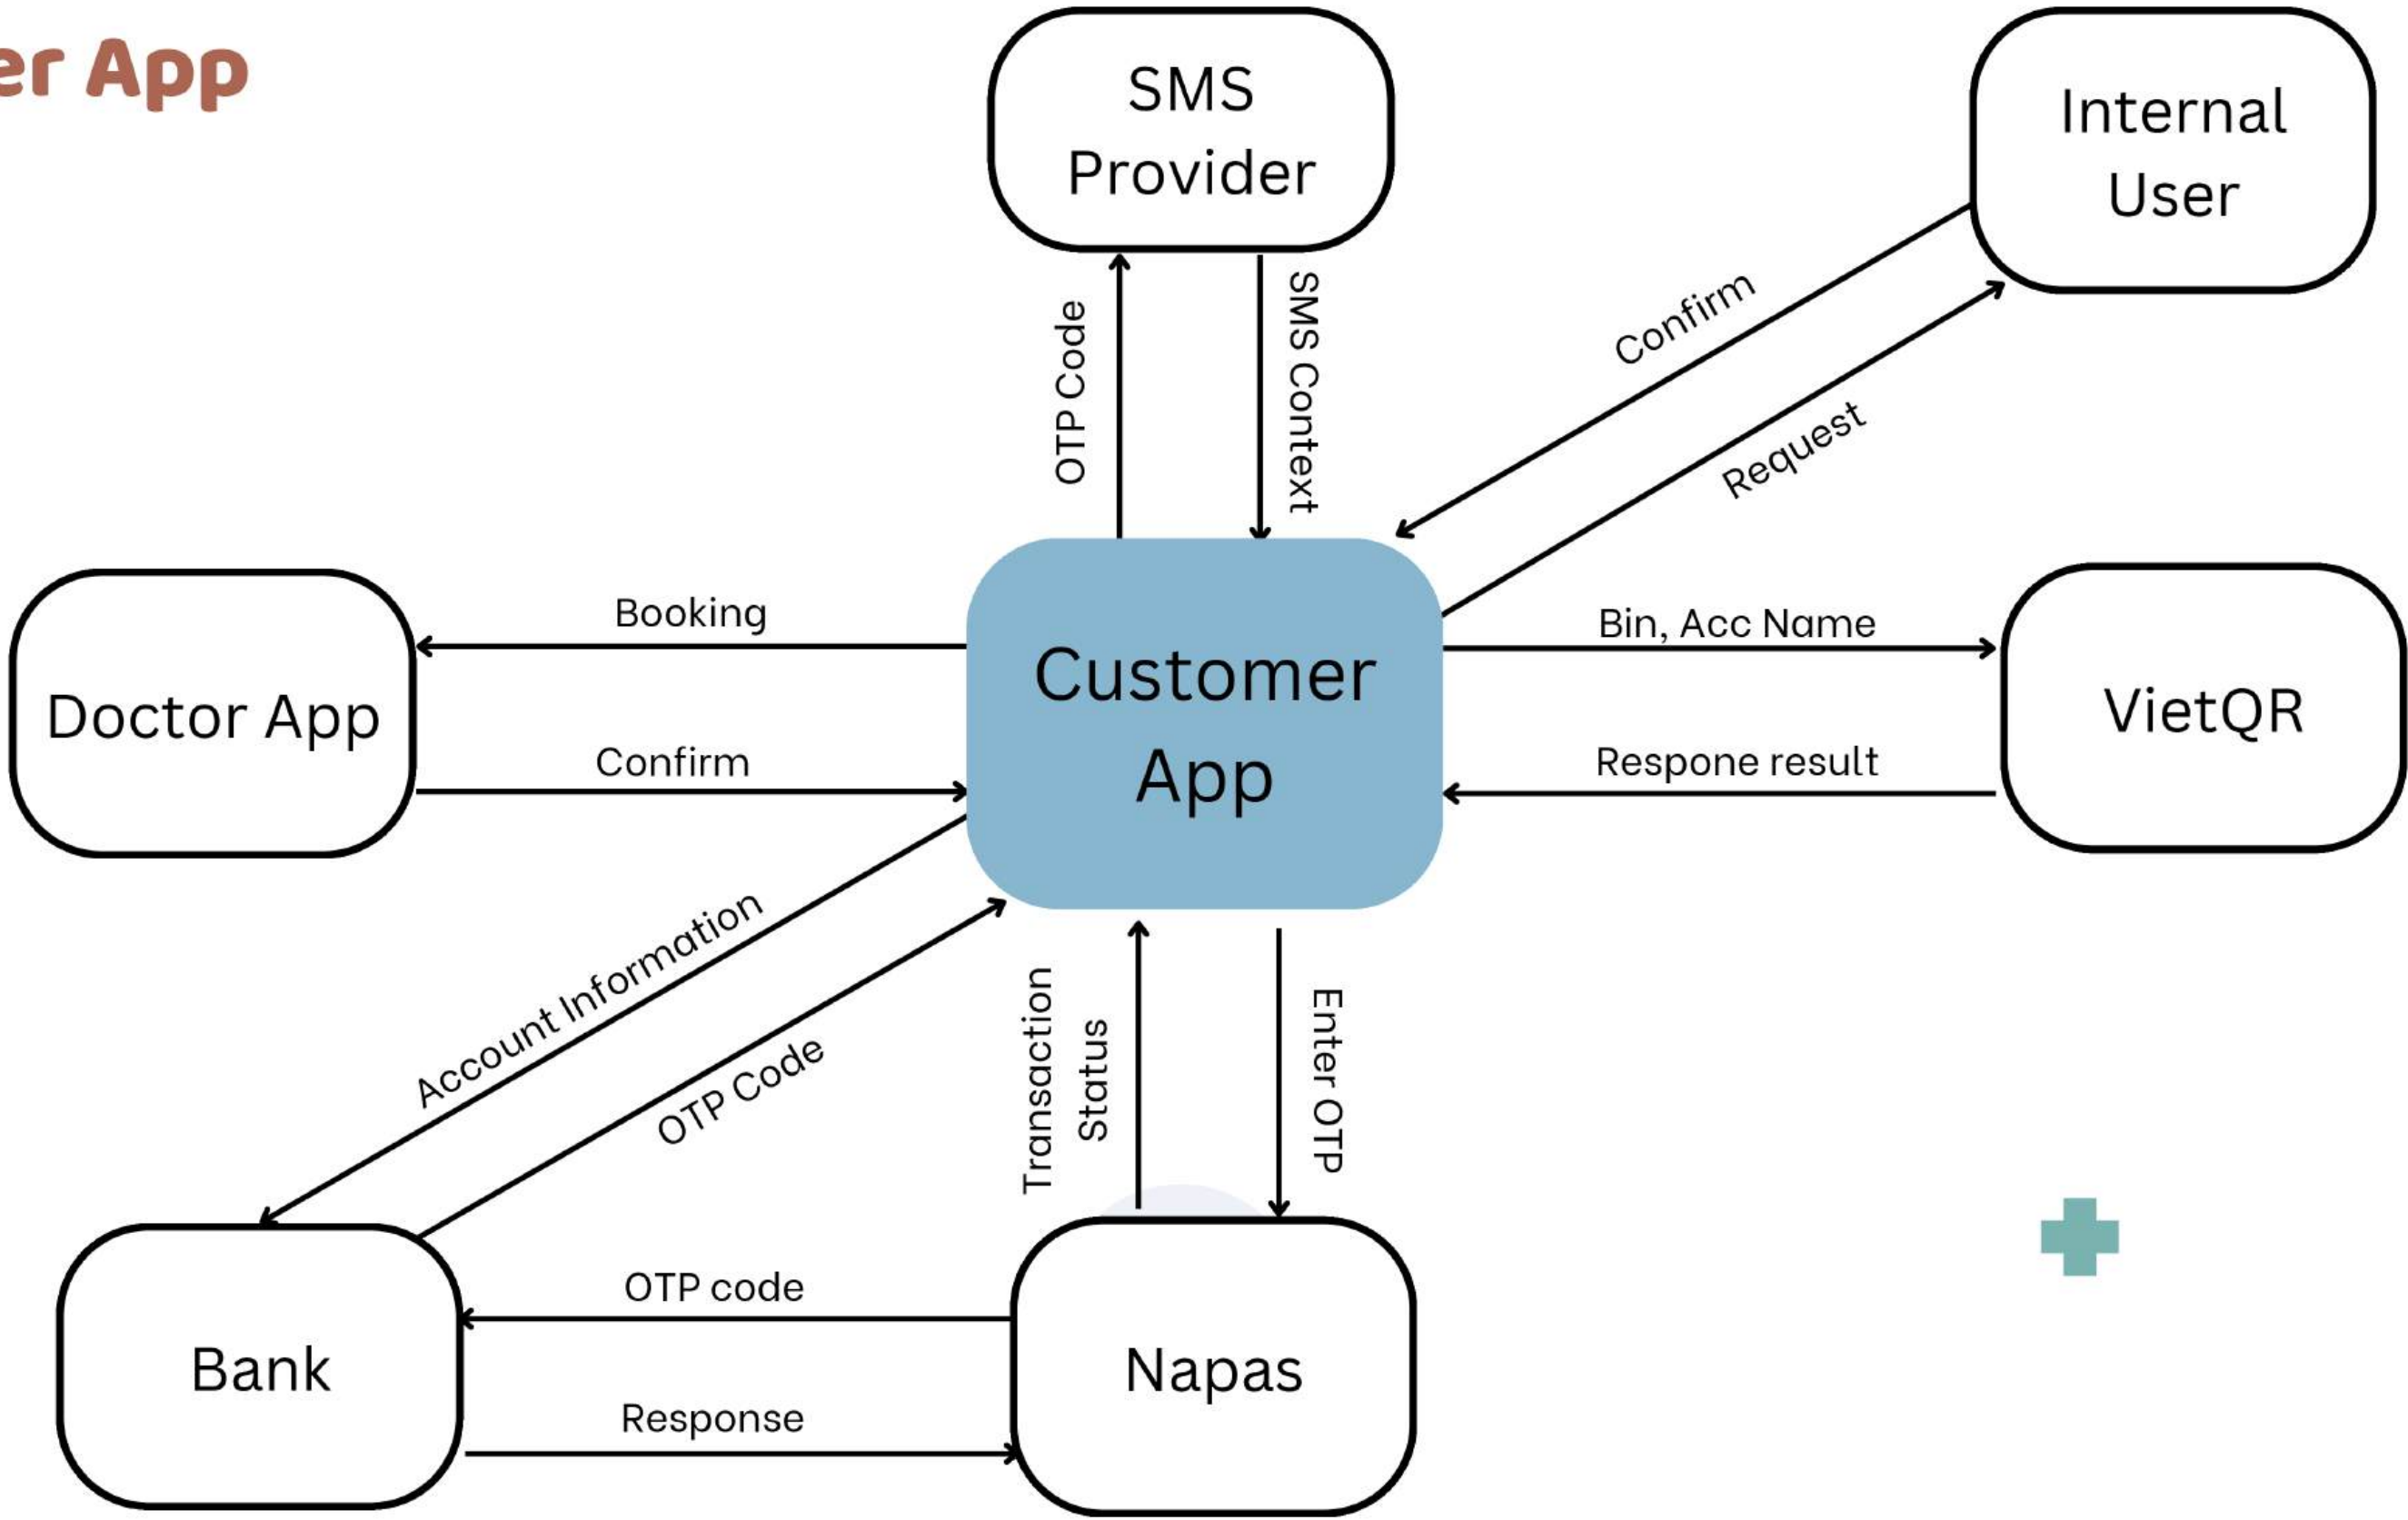 er App
SMS
Provider
Internal
User
OTP Code
SMS Context
Confirm
Request
Booking
Doctor App
Confirm
Customer
App
Bin, Acc Name
VietQR
Respone result
Account Information
OTP Code
Transaction
Status
Enter OTP
OTP code
Bank
Napas
Response